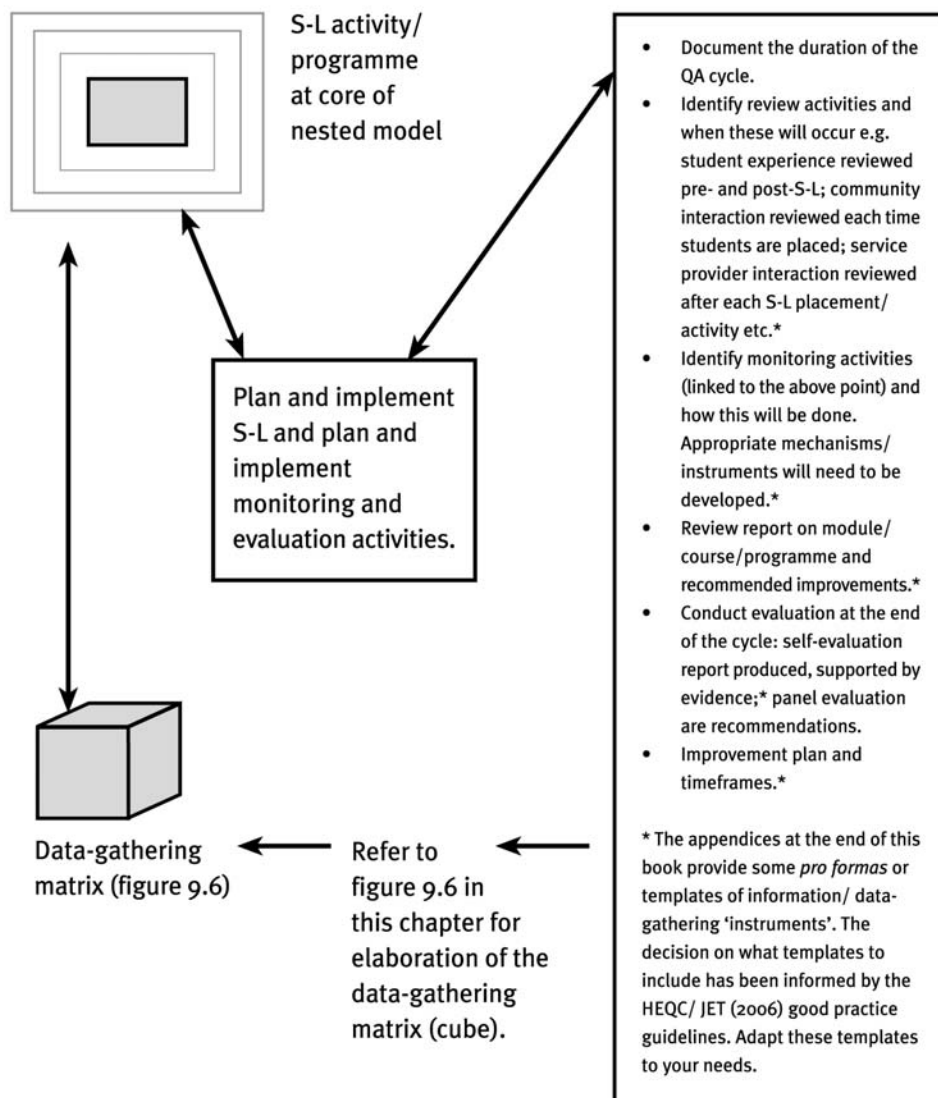 S-L activity/
programme
at core of
nested model
Plan and implement
S-L and plan and
implement
monitoring and
evaluation activities.
Data-gathering
matrix (figure 9.6)
Refer to
figure 9.6 in
this chapter for
elaboration of the
data-gathering
matrix (cube).
• Document the duration of the
QA cycle.
• Identify review activities and
when these will occur e.g.
student experience reviewed
pre- and post-S-L; community
interaction reviewed each time
students are placed; service
provider interaction reviewed
after each S-L placement/
activity etc.*
• Identify monitoring activities
(linked to the above point) and
how this will be done.
Appropriate mechanisms/
instruments will need to be
developed.*
• Review report on module/
course/programme and
recommended improvements.*
• Conduct evaluation at the end
of the cycle: self-evaluation
report produced, supported by
evidence;* panel evaluation
are recommendations.
• Improvement plan and
timeframes.*
* The appendices at the end of this
book provide some pro formas or
templates of information/ data-
gathering ‘instruments’. The
decision on what templates to
include has been informed by the
HEQC/ JET (2006) good practice
guidelines. Adapt these templates
to your needs.